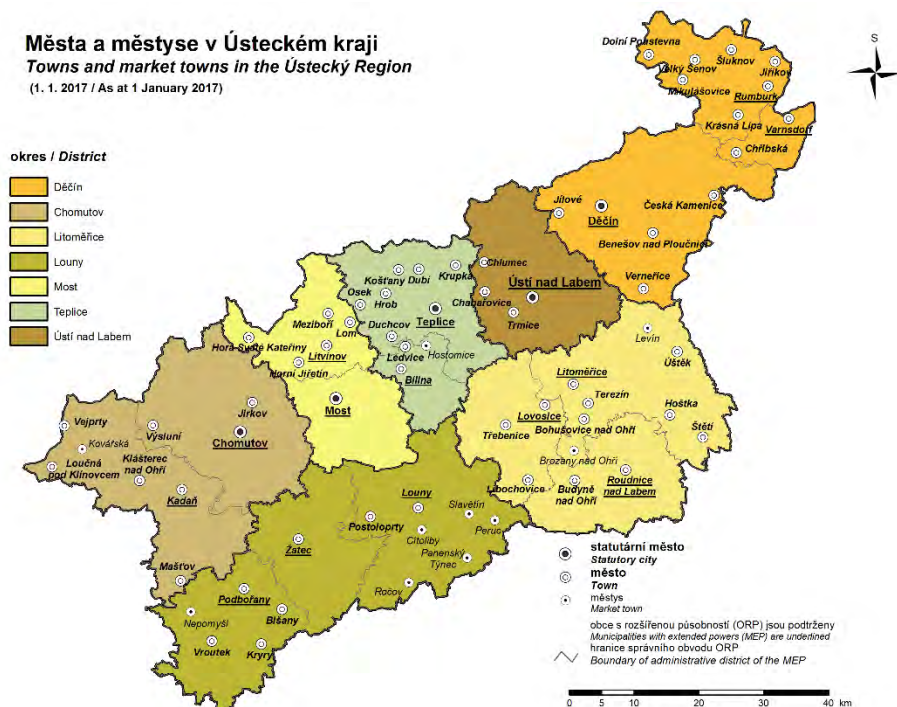 Města a městyse v Ústeckém kraji
Towns and market towns in the Ústecký Region
(1. 1. 2017 / As at 1 January 2017)
S
okres / District
Děčín
Chomutov
Litoměřice
Louny
Most
Teplice
Ústí nad Labem
Dolní Poustevna
Šluknov
Velký Šenov
Jiříkov
Mikulášovice
Rumburk
Krásná Lípa
Varnsdorf
Chřibská
Jílové
Česká Kamenice
Děčín
Benešov nad Ploučnicí
Verneřice
Chlumec
Ústí nad Labem
Chabařovice
Trmice
Košťany
Dubí
Krupka
Osek
Hrob
Teplice
Duchcov
Ledvice
Hostomice
Bílina
Meziboří
Lom
Hora Svaté Kateřiny
Litvínov
Horní Jiřetín
Most
Jirkov
Chomutov
Vejprty
Výsluní
Kovářská
Loučná
pod Klínovcem
Klášterec
nad Ohří
Kadaň
Mašťov
Levín
Úštěk
Litoměřice
Terezín
Lovosice
Hoštka
Bohušovice nad Ohří
Štětí
Třebenice
Brozany nad Ohří
Libochovice
Budyně
nad Ohří
Roudnice
nad Labem
Louny
Slavětín
Postoloprty
Citoliby
Peruc
Žatec
Panenský
Týnec
Ročov
Podbořany
Blšany
Nepomyšl
Vroutek
Kryry
statutární město
Statutory city
město
Town
městys
Market town
obce s rozšířenou působností (ORP) jsou podtrženy
Municipalities with extended powers (MEP) are underlined
hranice správního obvodu ORP
Boundary of administrative district of the MEP
0 5 10 20 30 40 km